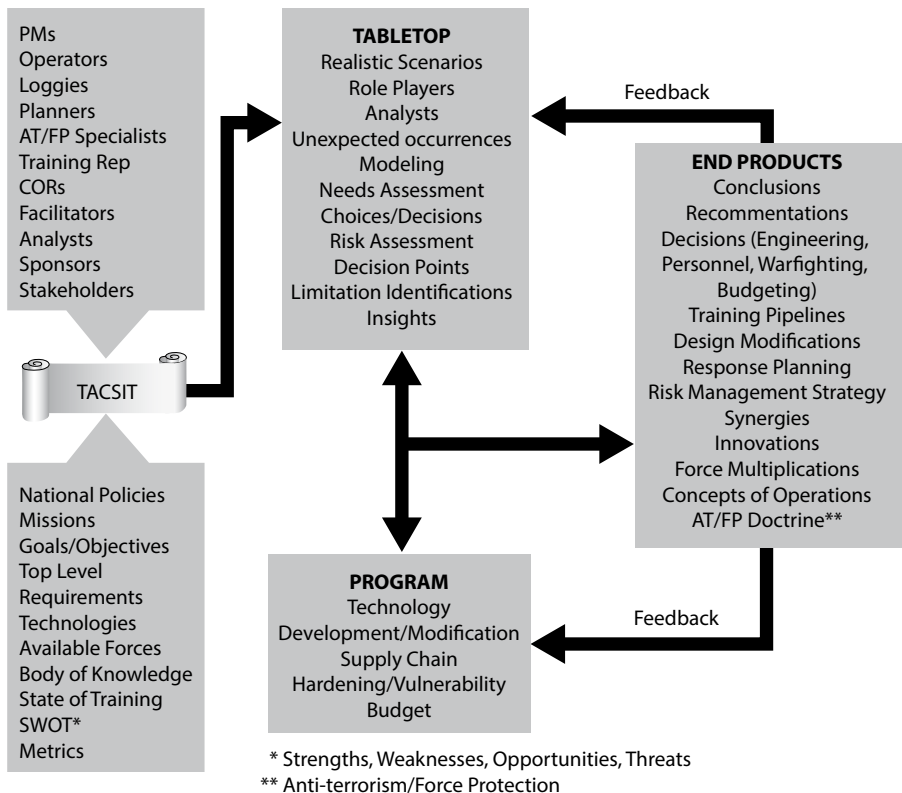 PMs
Operators
Loggies
Planners
AT/FP Specialists
Training Rep
CORs
Facilitators
Analysts
Sponsors
Stakeholders
TACSIT
National Policies
Missions
Goals/Objectives
Top Level
Requirements
Technologies
Available Forces
Body of Knowledge
State of Training
SWOT*
Metrics
TABLETOP
Realistic Scenarios
Role Players
Analysts
Unexpected occurrences
Modeling
Needs Assessment
Choices/Decisions
Risk Assessment
Decision Points
Limitation Identifications
Insights
Feedback
END PRODUCTS
Conclusions
Recommentations
Decisions (Engineering,
Personnel, Warfighting,
Budgeting)
Training Pipelines
Design Modifications
Response Planning
Risk Management Strategy
Synergies
Innovations
Force Multiplications
Concepts of Operations
AT/FP Doctrine**
PROGRAM
Technology
Development/Modification
Supply Chain
Hardening/Vulnerability
Budget
Feedback
* Strengths, Weaknesses, Opportunities, Threats
** Anti-terrorism/Force Protection